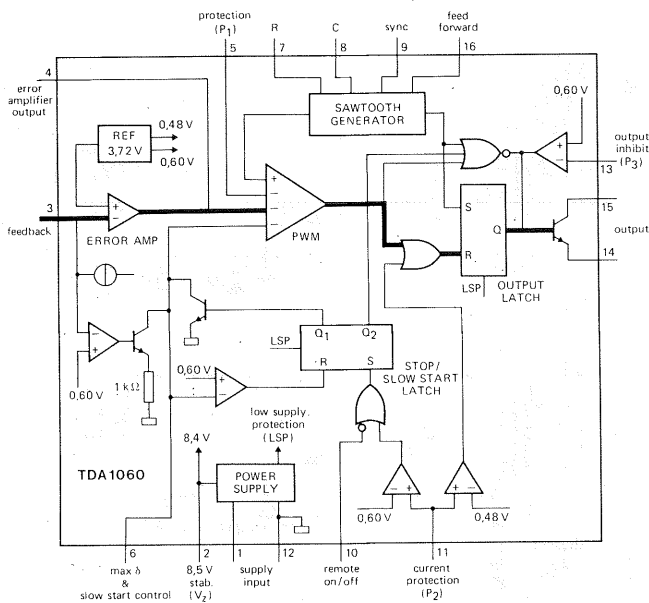 protection
(P1)
5
R
7
C
8
sync
9
feed
forward
16
4
error
amplifier
output
REF
3,72 V
0,48 V
0,60 V
SAWTOOTH
GENERATOR
0,60 V
+
−
output
inhibit (P3)
13
3
feedback
+
−
ERROR AMP
+
−
−
−
PWM
S
Q
R
LSP
OUTPUT
LATCH
15
output
14
−
+
0,60 V
1 kΩ
LSP
Q1 Q2
R S
STOP/
SLOW START
LATCH
0,60 V
+
−
low supply
protection
(LSP)
8,4 V
TDA1060
POWER
SUPPLY
− +
0,60 V
+ −
0,48 V
6
max δ
&
slow start control
2
8,5 V
stab.
(Vz)
1 12
supply
input
10
remote
on/off
11
current
protection
(P2)